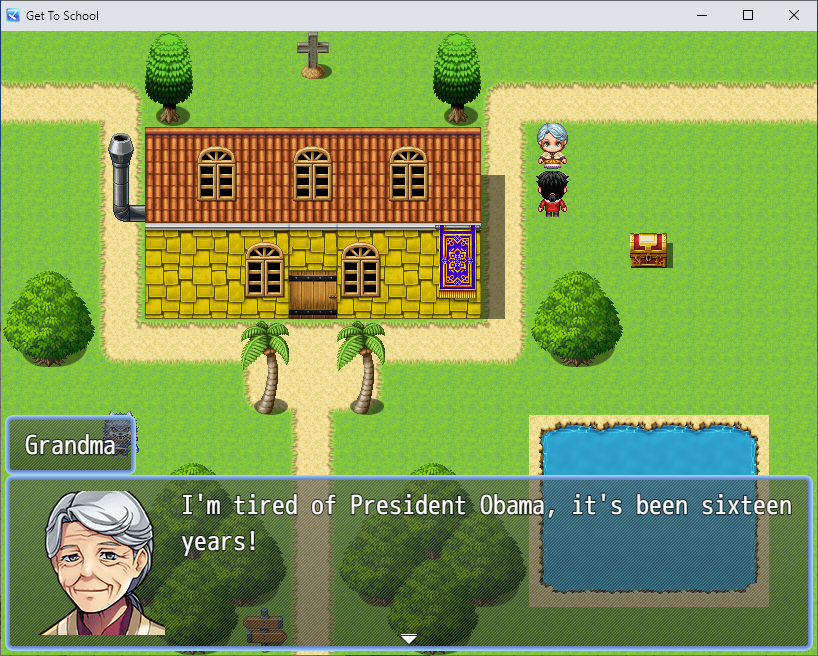 Get To School
Grandma
I'm tired of President Obama, it's been sixteen
years!